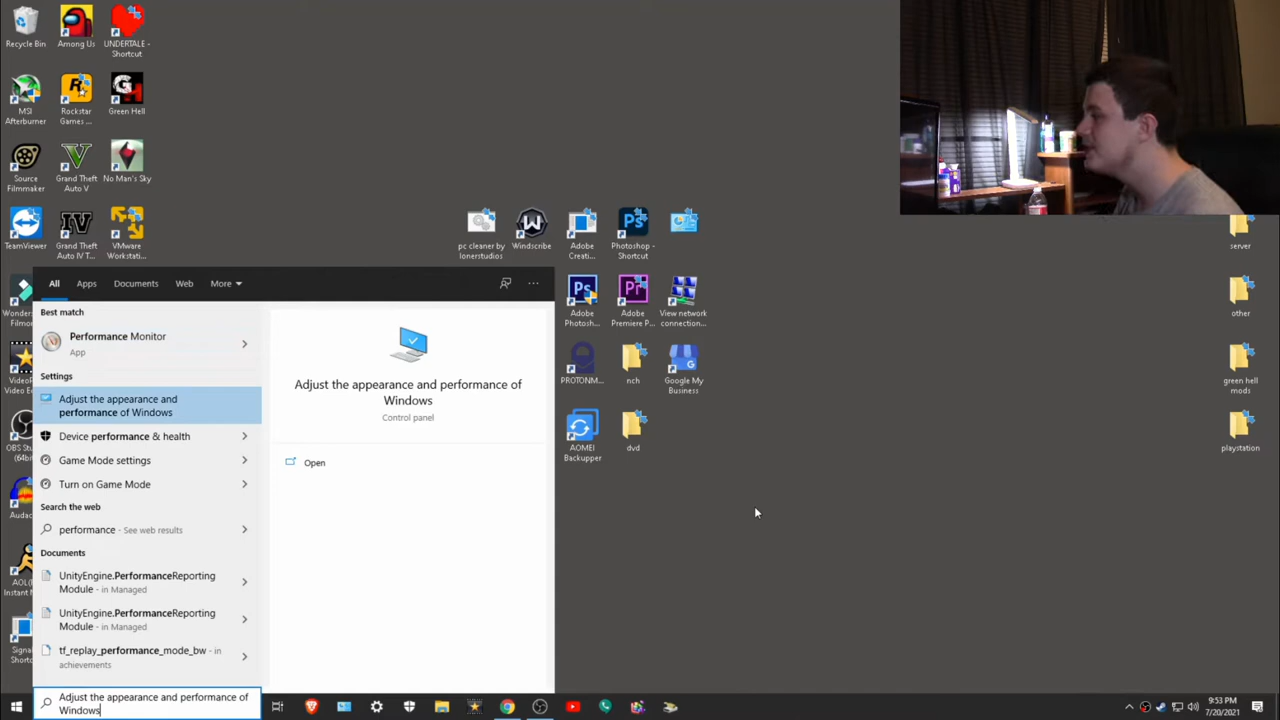 Recycle Bin
Among Us
UNDERTALE -
Shortcut
MSI
Afterburner
Rockstar
Games ...
Green Hell
Source
Filmmaker
Grand Theft
Auto V
No Man's Sky
TeamViewer
Grand Theft
Auto IV T...
VMware
Workstati...
pc cleaner by
lonerstudios
Windscribe
Adobe
Creati...
Photoshop -
Shortcut
server
Adobe
Photosh...
Adobe
Premiere P...
View network
connection...
other
PROTONM...
nch
Google My
Business
green hell
mods
AOMEI
Backupper
dvd
playstation
All
Apps
Documents
Web
More
Best match
Performance Monitor
App
Settings
Adjust the appearance and
performance of Windows
Device performance & health
Game Mode settings
Turn on Game Mode
Search the web
performance - See web results
Documents
UnityEngine.PerformanceReporting
Module - in Managed
UnityEngine.PerformanceReporting
Module - in Managed
tf_replay_performance_mode_bw - in
achievements
Adjust the appearance and performance of
Windows
Control panel
Open
Adjust the appearance and performance of
Windows
9:53 PM
7/20/2021